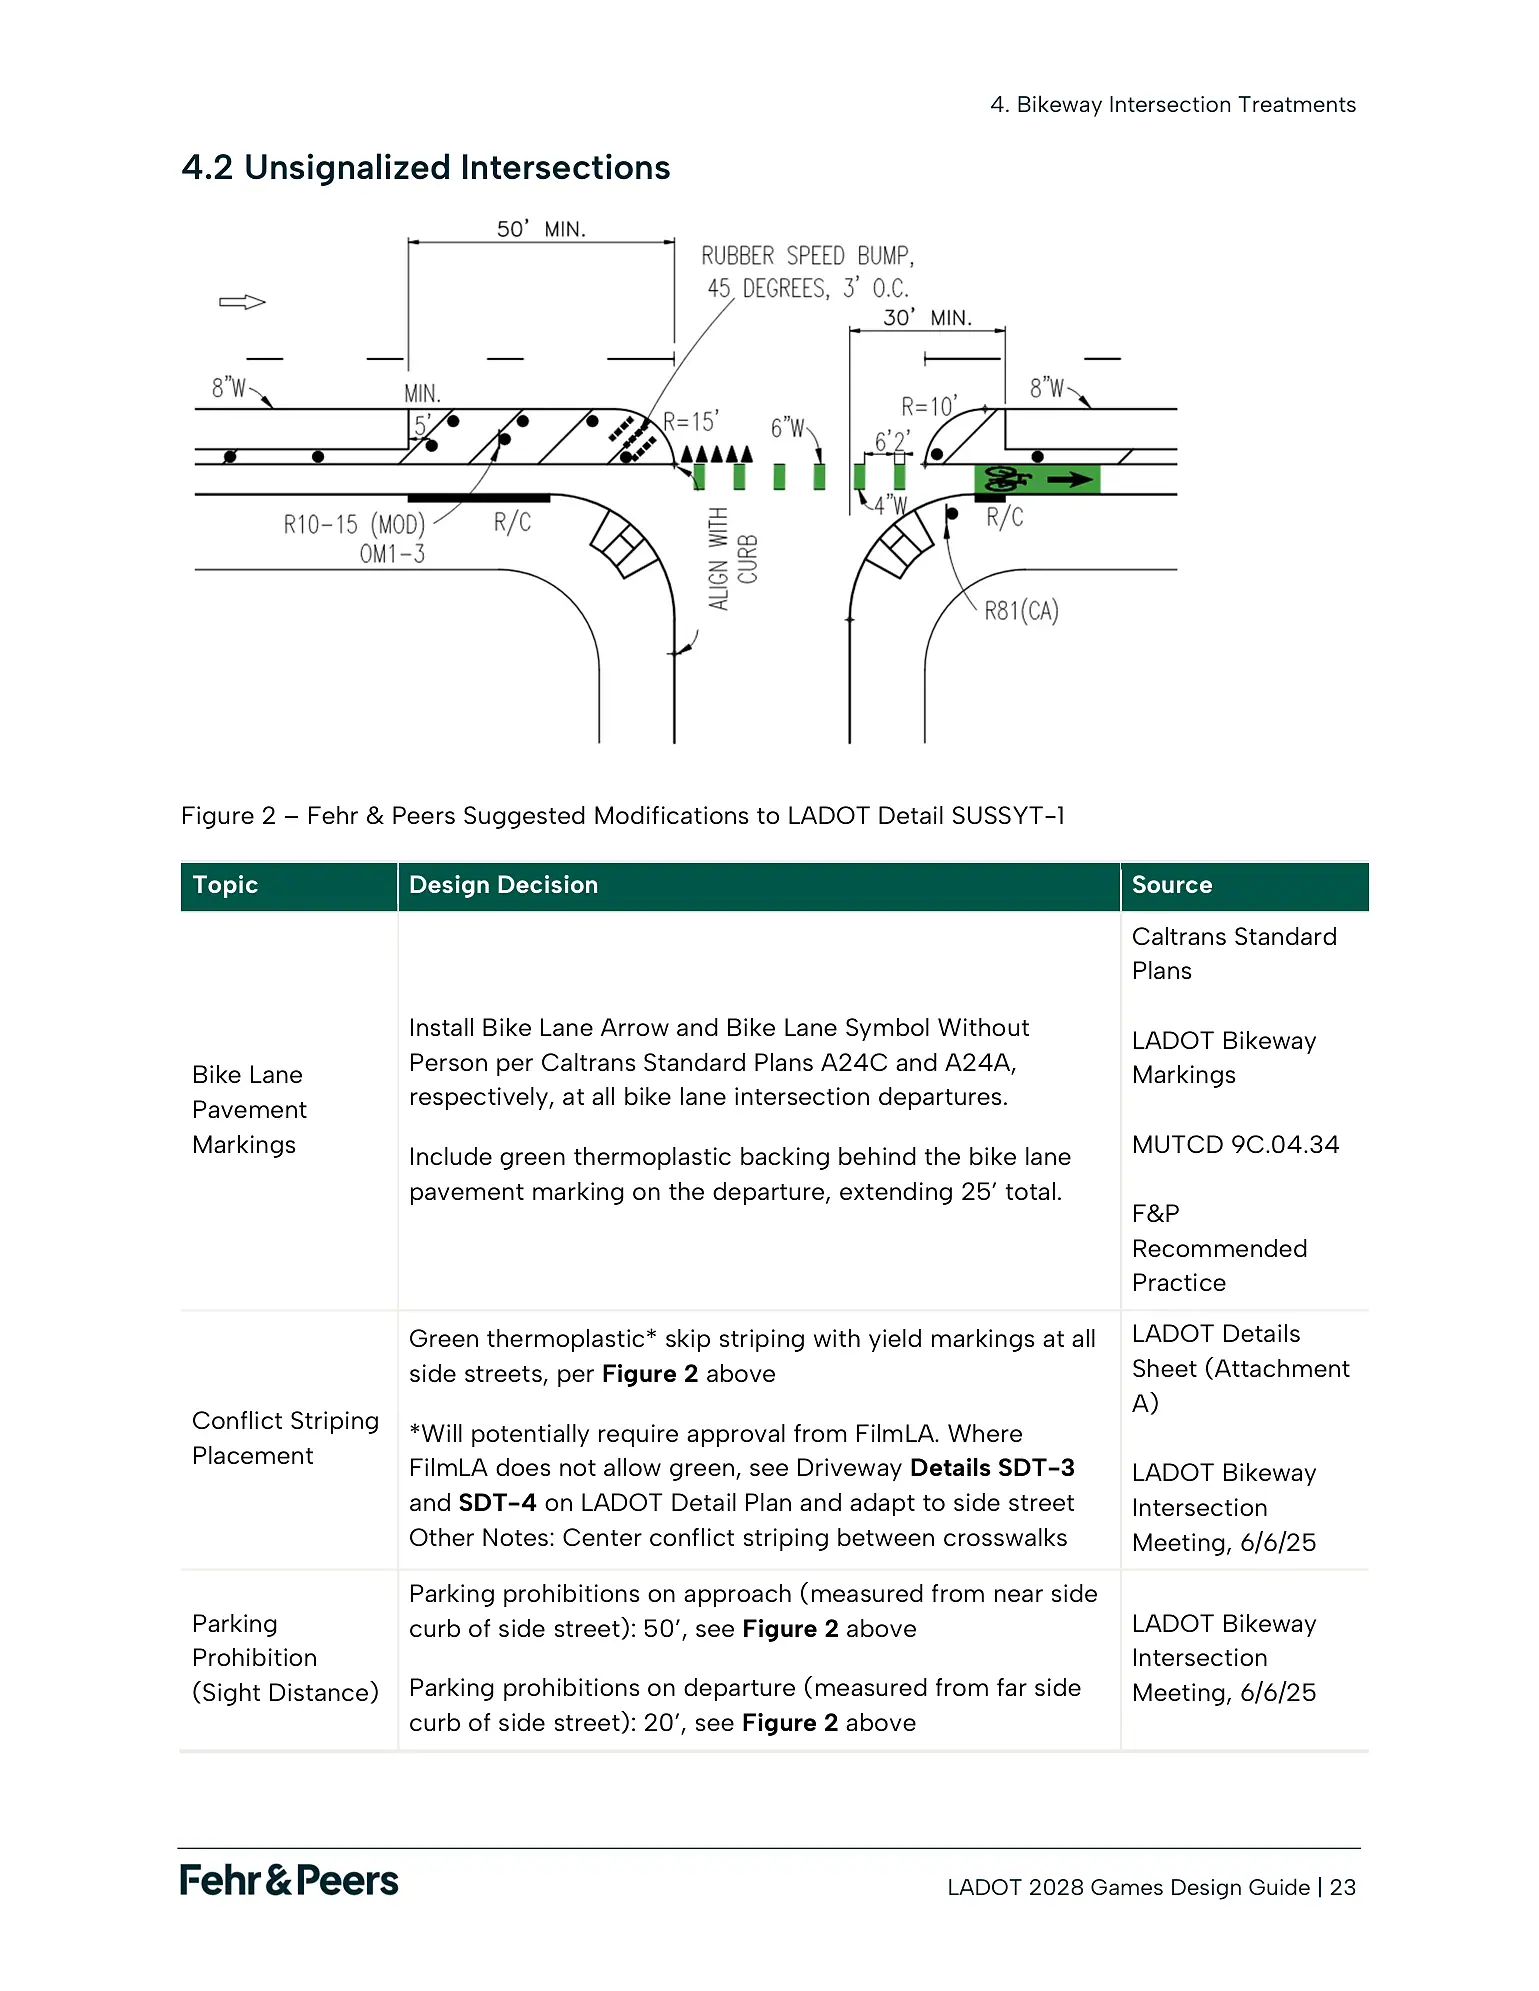 4. Bikeway Intersection Treatments
4.2 Unsignalized Intersections
50' MIN.
RUBBER SPEED BUMP,
45 DEGREES, 3' O.C.
30' MIN.
8"W
MIN.
5'
R=15'
6"W
R=10'
6'
2'
8"W
4"W
R10-15 (MOD)
OM1-3
R/C
ALIGN WITH
CURB
R/C
R81(CA)
Figure 2 – Fehr & Peers Suggested Modifications to LADOT Detail SUSSYT-1
Topic
Design Decision
Source
Bike Lane
Pavement
Markings
Install Bike Lane Arrow and Bike Lane Symbol Without
Person per Caltrans Standard Plans A24C and A24A,
respectively, at all bike lane intersection departures.
Include green thermoplastic backing behind the bike lane
pavement marking on the departure, extending 25' total.
Caltrans Standard
Plans
LADOT Bikeway
Markings
MUTCD 9C.04.34
F&P
Recommended
Practice
Conflict Striping
Placement
Green thermoplastic* skip striping with yield markings at all
side streets, per Figure 2 above
*Will potentially require approval from FilmLA. Where
FilmLA does not allow green, see Driveway Details SDT-3
and SDT-4 on LADOT Detail Plan and adapt to side street
Other Notes: Center conflict striping between crosswalks
LADOT Details
Sheet (Attachment
A)
LADOT Bikeway
Intersection
Meeting, 6/6/25
Parking
Prohibition
(Sight Distance)
Parking prohibitions on approach (measured from near side
curb of side street): 50', see Figure 2 above
Parking prohibitions on departure (measured from far side
curb of side street): 20', see Figure 2 above
LADOT Bikeway
Intersection
Meeting, 6/6/25
Fehr & Peers
LADOT 2028 Games Design Guide | 23